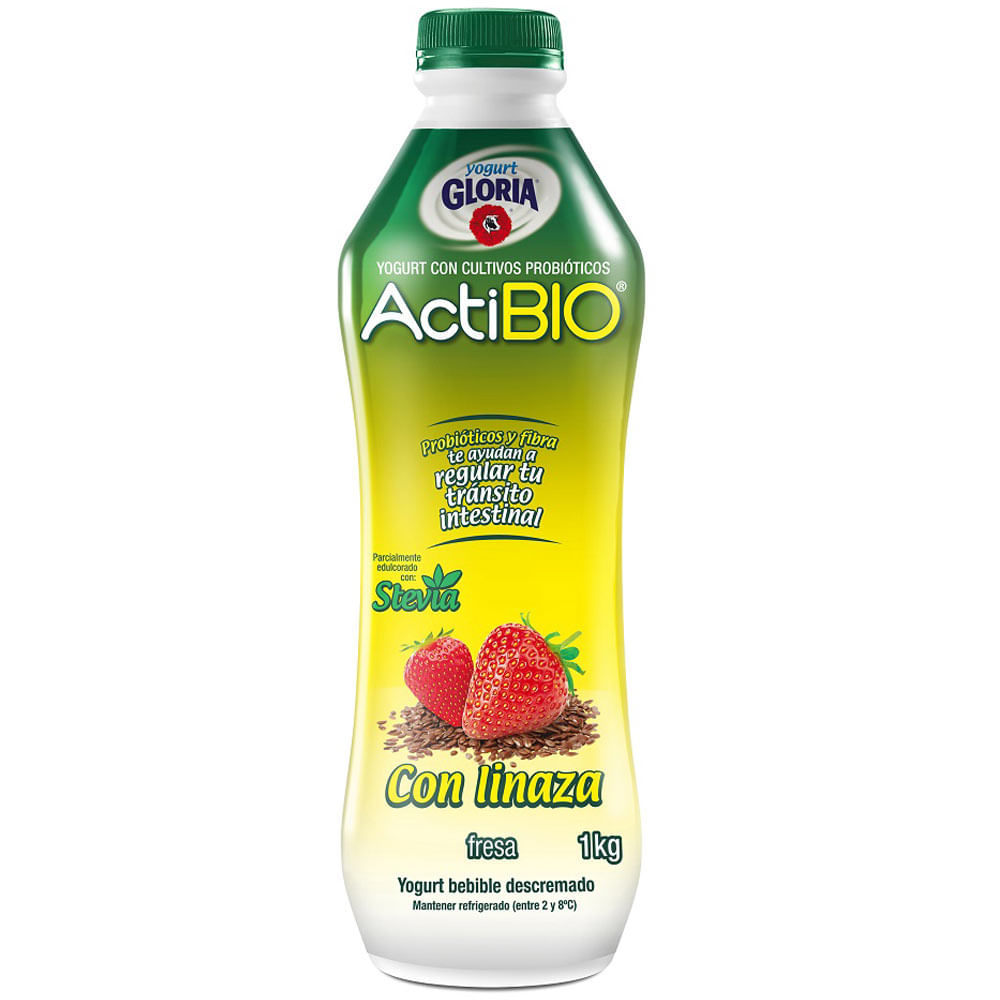 yogurt
GLORIA
YOGURT CON CULTIVOS PROBIÓTICOS
ActiBIO®
Probióticos y fibra
te ayudan a
regular tu
tránsito
intestinal
Parcialmente
edulcorado
con:
Stevia
Con linaza
fresa 1kg
Yogurt bebible descremado
Mantener refrigerado (entre 2 y 8ºC)